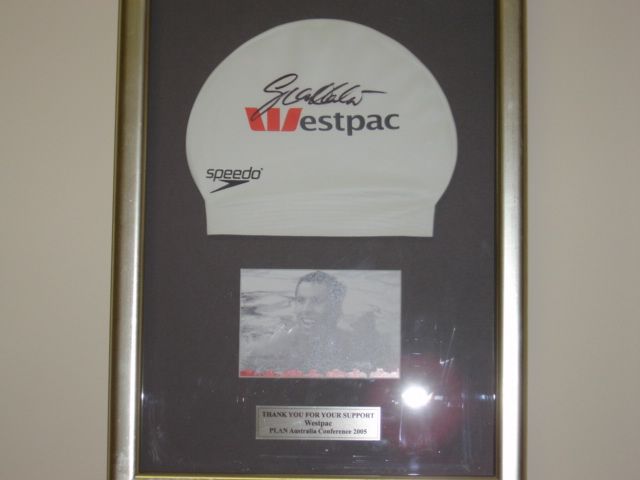 Westpac
speedo
THANK YOU FOR YOUR SUPPORT
Westpac
PLAN Australia Conference 2005